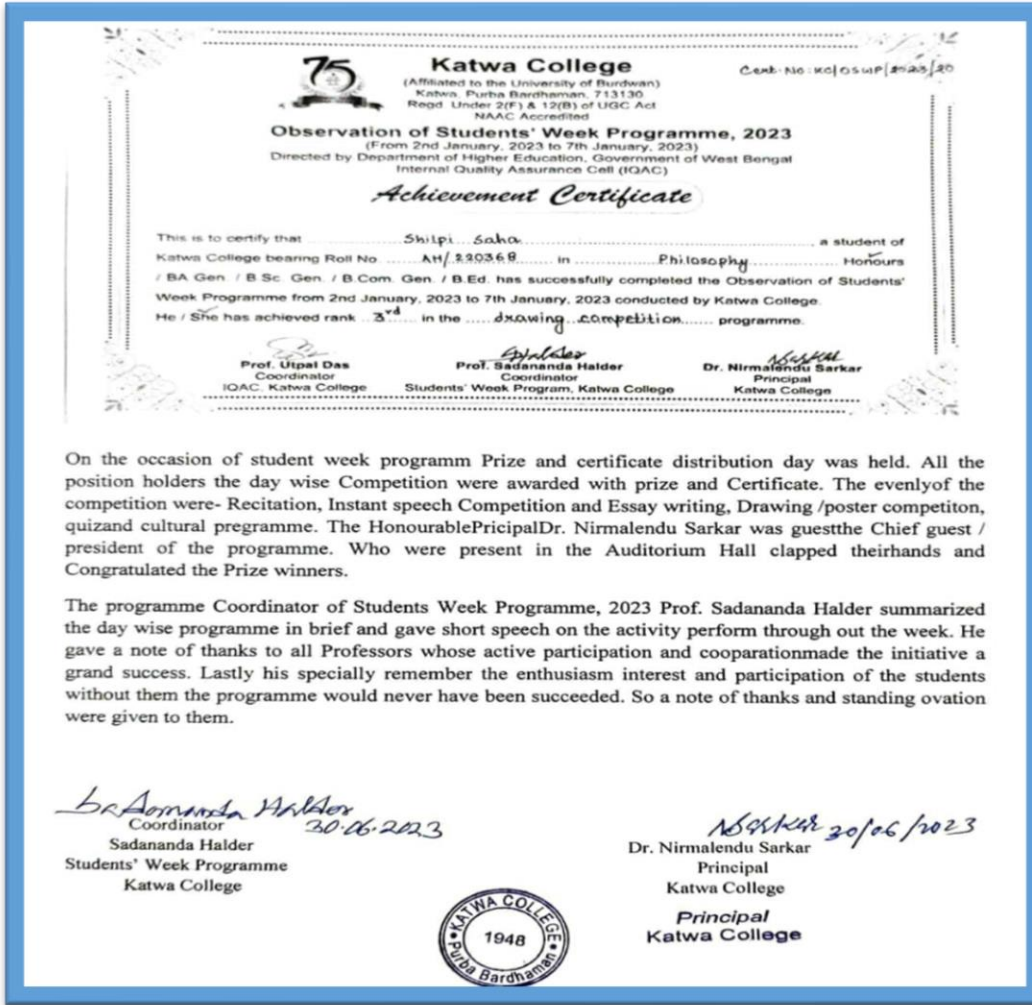 75
Katwa College
Cert. No: KC/OSWP/2023/20
(Affiliated to the University of Burdwan)
Katwa, Purba Bardhaman, 713130
Regd. Under 2(F) & 12(B) of UGC Act
NAAC Accredited
Observation of Students' Week Programme, 2023
(From 2nd January, 2023 to 7th January, 2023)
Directed by Department of Higher Education, Government of West Bengal
Internal Quality Assurance Cell (IQAC)
Achievement Certificate
This is to certify that Shilpi Saha a student of
Katwa College bearing Roll No AH/220368 in Philosophy Honours
/ BA Gen. / B.Sc. Gen. / B.Com. Gen. / B.Ed. has successfully completed the Observation of Students'
Week Programme from 2nd January, 2023 to 7th January, 2023 conducted by Katwa College.
He / She has achieved rank 3rd in the drawing competition programme.
SHalder
NSarkar
Prof. Utpal Das
Coordinator
IQAC, Katwa College
Prof. Sadananda Halder
Coordinator
Students' Week Program, Katwa College
Dr. Nirmalendu Sarkar
Principal
Katwa College
On the occasion of student week programm Prize and certificate distribution day was held. All the
position holders the day wise Competition were awarded with prize and Certificate. The evenlyof the
competition were- Recitation, Instant speech Competition and Essay writing, Drawing /poster competiton,
quizand cultural pregramme. The HonourablePricipalDr. Nirmalendu Sarkar was guestthe Chief guest /
president of the programme. Who were present in the Auditorium Hall clapped theirhands and
Congratulated the Prize winners.
The programme Coordinator of Students Week Programme, 2023 Prof. Sadananda Halder summarized
the day wise programme in brief and gave short speech on the activity perform through out the week. He
gave a note of thanks to all Professors whose active participation and cooparationmade the initiative a
grand success. Lastly his specially remember the enthusiasm interest and participation of the students
without them the programme would never have been succeeded. So a note of thanks and standing ovation
were given to them.
Sadananda Halder
30.06.2023
Coordinator
Sadananda Halder
Students' Week Programme
Katwa College
NSarkar 30/06/2023
Dr. Nirmalendu Sarkar
Principal
Katwa College
Principal
Katwa College
KATWA COLLEGE
1948
Purba Bardhaman